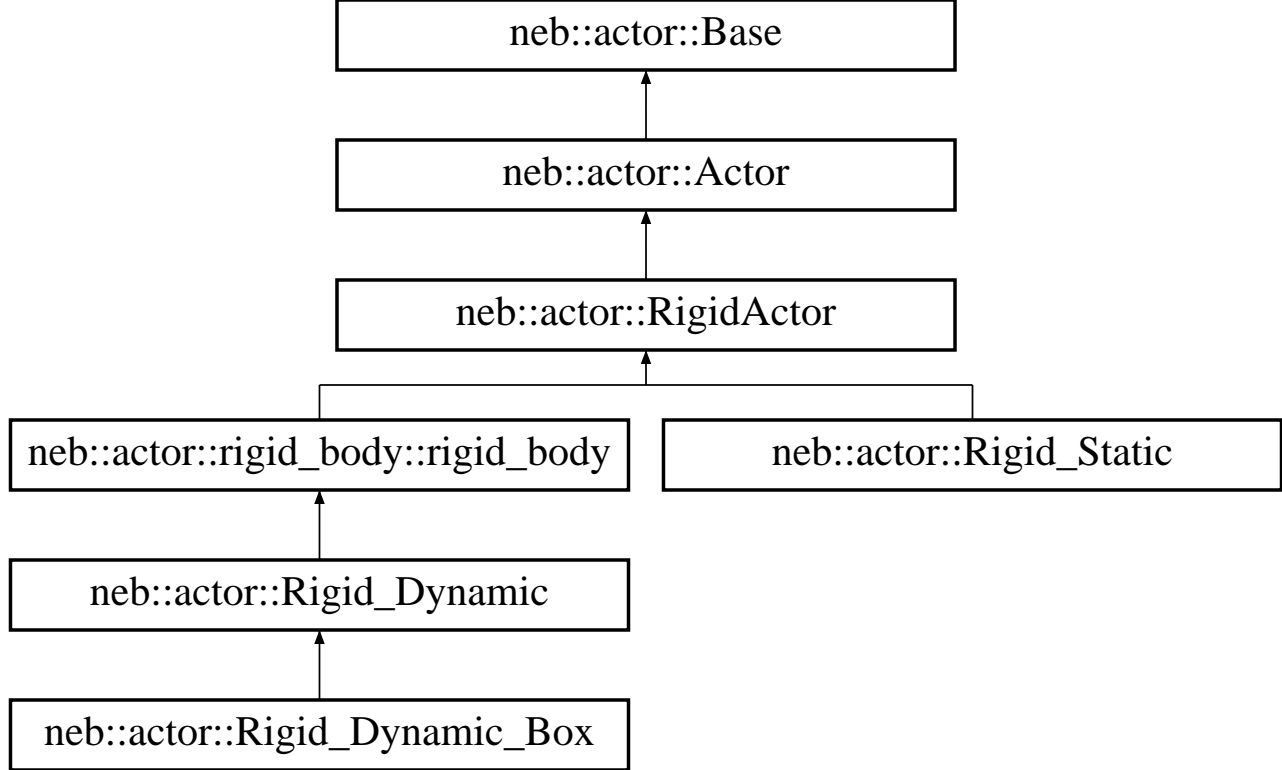 neb::actor::Base
neb::actor::Actor
neb::actor::RigidActor
neb::actor::rigid_body::rigid_body
neb::actor::Rigid_Static
neb::actor::Rigid_Dynamic
neb::actor::Rigid_Dynamic_Box